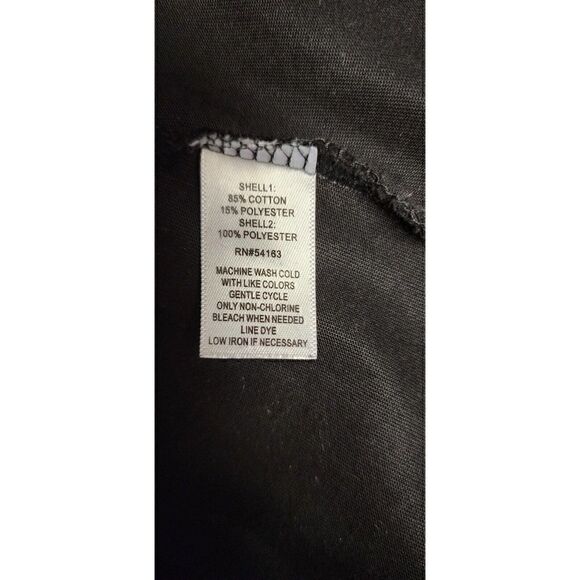 SHELL1:
85% COTTON
15% POLYESTER
SHELL2:
100% POLYESTER
RN#54163
MACHINE WASH COLD
WITH LIKE COLORS
GENTLE CYCLE
ONLY NON-CHLORINE
BLEACH WHEN NEEDED
LINE DYE
LOW IRON IF NECESSARY